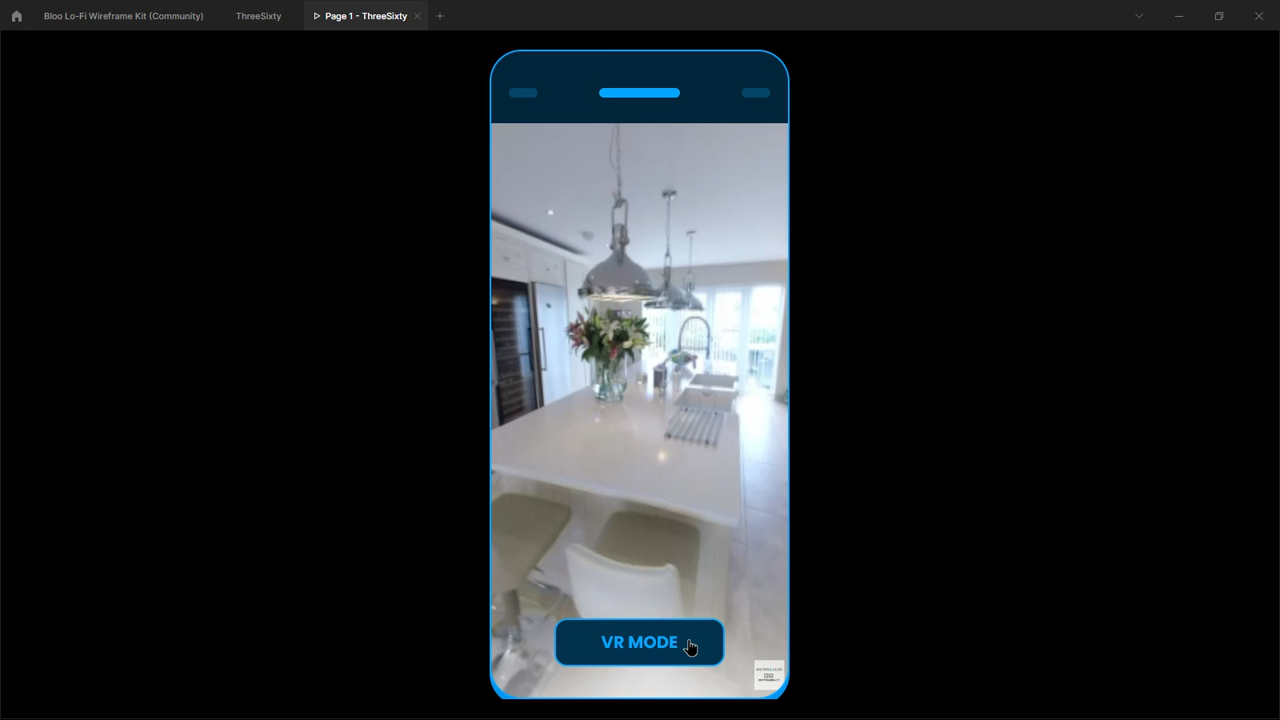 Bloo Lo-Fi Wireframe Kit (Community)
ThreeSixty
Page 1 - ThreeSixty
VR MODE